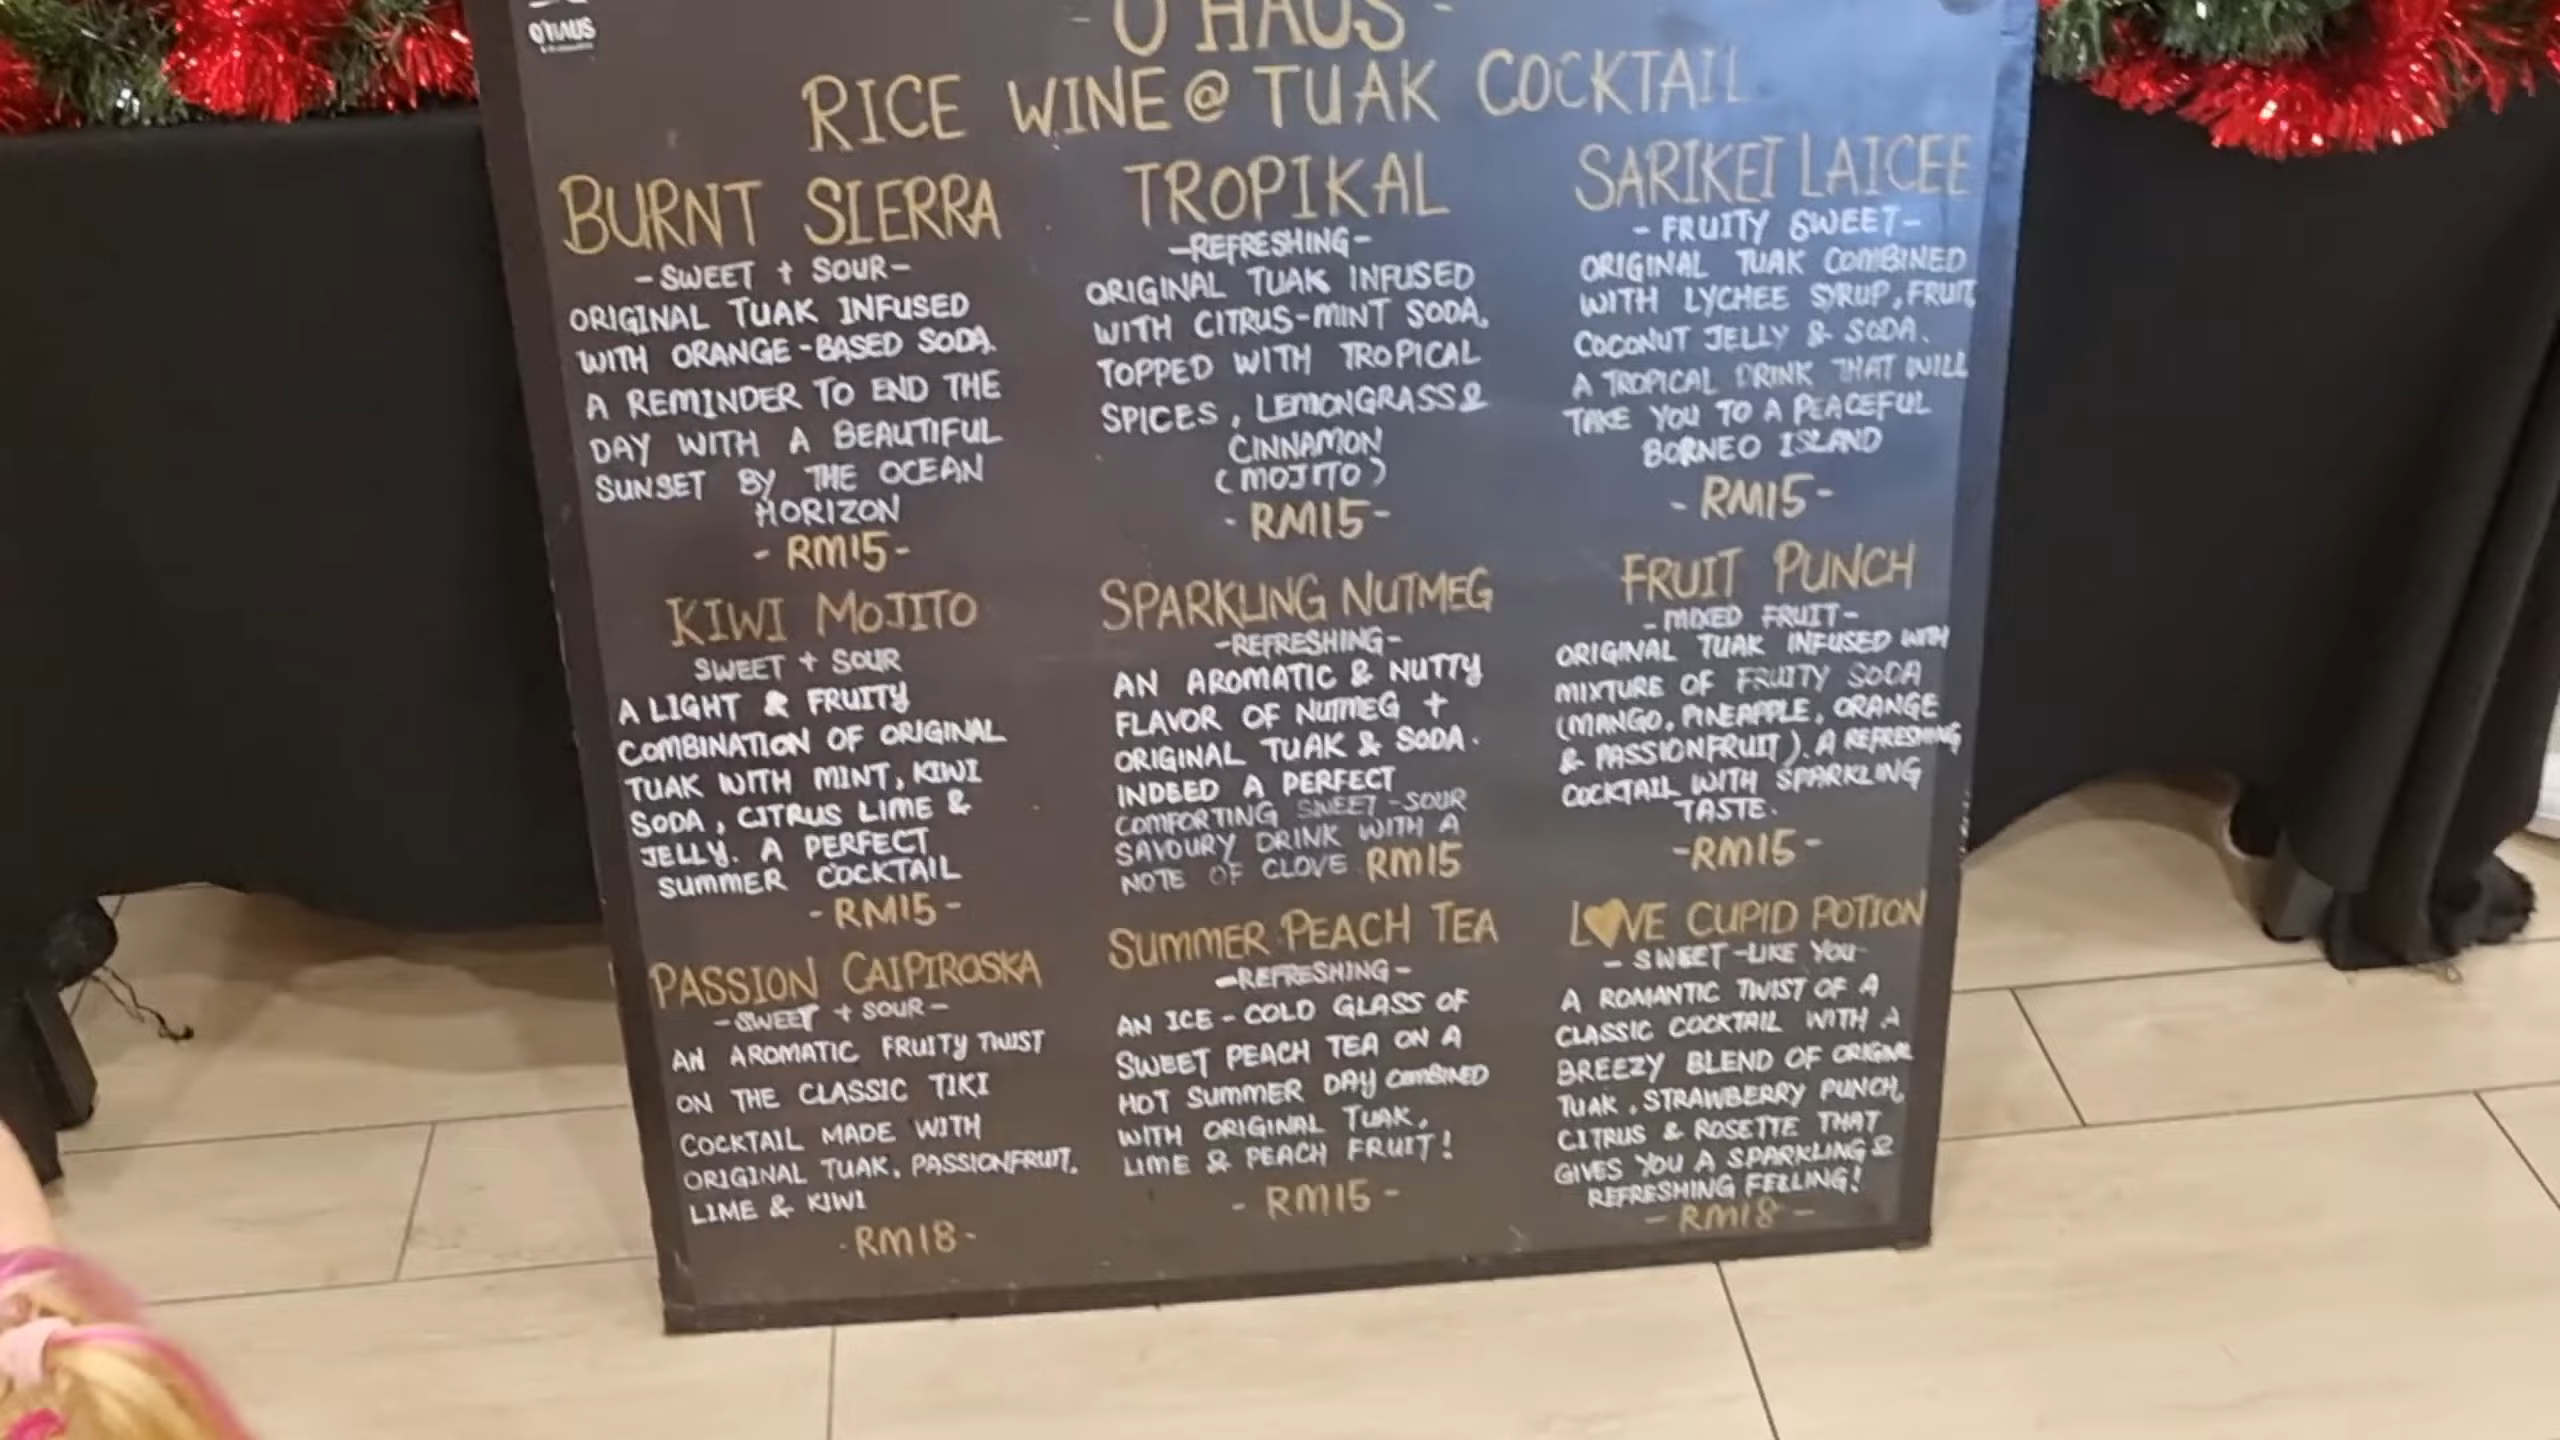 O'HAUS
- O'HAUS -
RICE WINE @ TUAK COCKTAIL
BURNT SIERRA
- SWEET + SOUR -
ORIGINAL TUAK INFUSED
WITH ORANGE-BASED SODA.
A REMINDER TO END THE
DAY WITH A BEAUTIFUL
SUNSET BY THE OCEAN
HORIZON
- RM15 -
KIWI MOJITO
SWEET + SOUR
A LIGHT & FRUITY
COMBINATION OF ORIGINAL
TUAK WITH MINT, KIWI
SODA, CITRUS LIME &
JELLY. A PERFECT
SUMMER COCKTAIL
- RM15 -
PASSION CAIPIROSKA
- SWEET + SOUR -
AN AROMATIC FRUITY TWIST
ON THE CLASSIC TIKI
COCKTAIL MADE WITH
ORIGINAL TUAK, PASSIONFRUIT,
LIME & KIWI
- RM18 -
TROPIKAL
- REFRESHING -
ORIGINAL TUAK INFUSED
WITH CITRUS-MINT SODA,
TOPPED WITH TROPICAL
SPICES, LEMONGRASS &
CINNAMON
(MOJITO)
- RM15 -
SPARKLING NUTMEG
- REFRESHING -
AN AROMATIC & NUTTY
FLAVOR OF NUTMEG +
ORIGINAL TUAK & SODA.
INDEED A PERFECT
COMFORTING SWEET-SOUR
SAVOURY DRINK WITH A
NOTE OF CLOVE RM15
SUMMER PEACH TEA
- REFRESHING -
AN ICE-COLD GLASS OF
SWEET PEACH TEA ON A
HOT SUMMER DAY COMBINED
WITH ORIGINAL TUAK,
LIME & PEACH FRUIT!
- RM15 -
SARIKEI LAICEE
- FRUITY SWEET -
ORIGINAL TUAK COMBINED
WITH LYCHEE SYRUP, FRUIT,
COCONUT JELLY & SODA.
A TROPICAL DRINK THAT WILL
TAKE YOU TO A PEACEFUL
BORNEO ISLAND
- RM15 -
FRUIT PUNCH
- MIXED FRUIT -
ORIGINAL TUAK INFUSED WITH
MIXTURE OF FRUITY SODA
(MANGO, PINEAPPLE, ORANGE
& PASSIONFRUIT). A REFRESHING
COCKTAIL WITH SPARKLING
TASTE.
- RM15 -
L♥VE CUPID POTION
- SWEET - LIKE YOU -
A ROMANTIC TWIST OF A
CLASSIC COCKTAIL WITH A
BREEZY BLEND OF ORIGINAL
TUAK, STRAWBERRY PUNCH,
CITRUS & ROSETTE THAT
GIVES YOU A SPARKLING &
REFRESHING FELLING!
- RM18 -